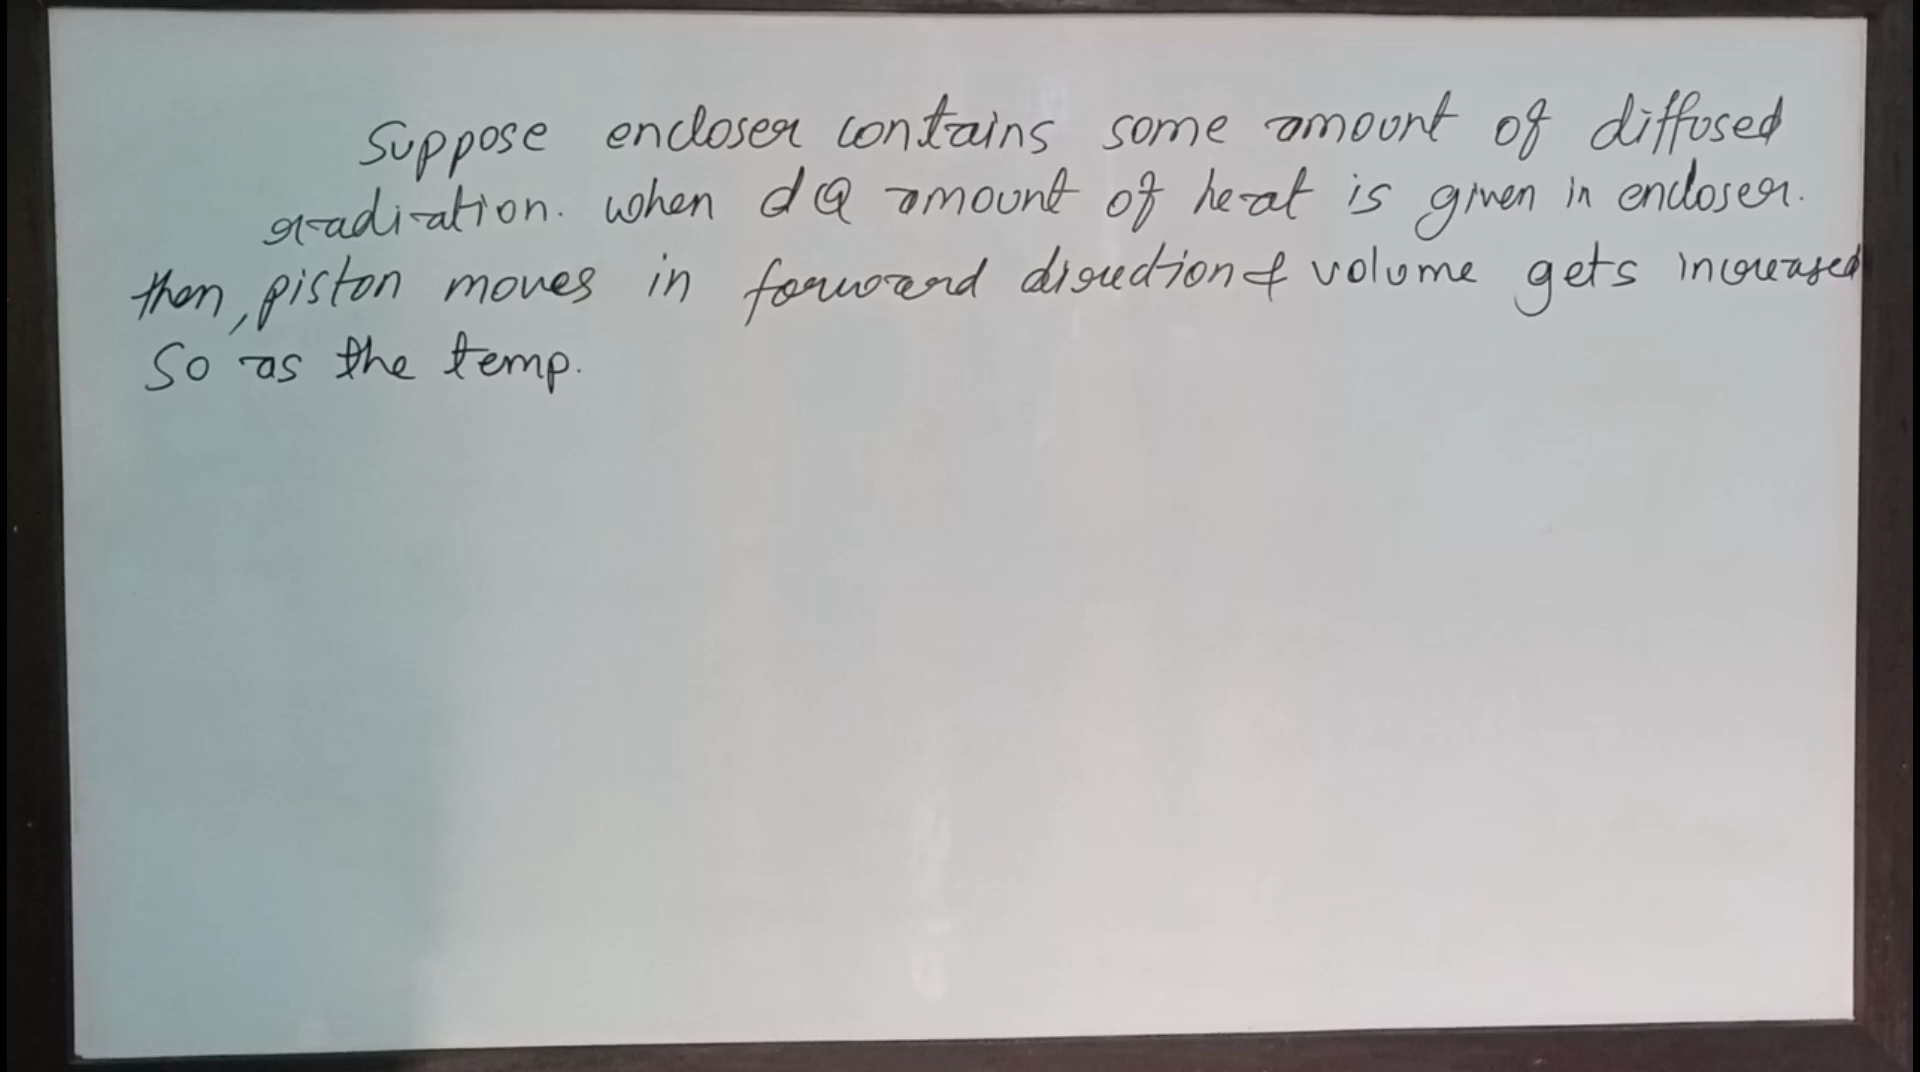 Suppose encloser contains some amount of diffused
radiation. when dQ amount of heat is given in encloser.
then, piston moves in forward direction & volume gets increased
So as the temp.